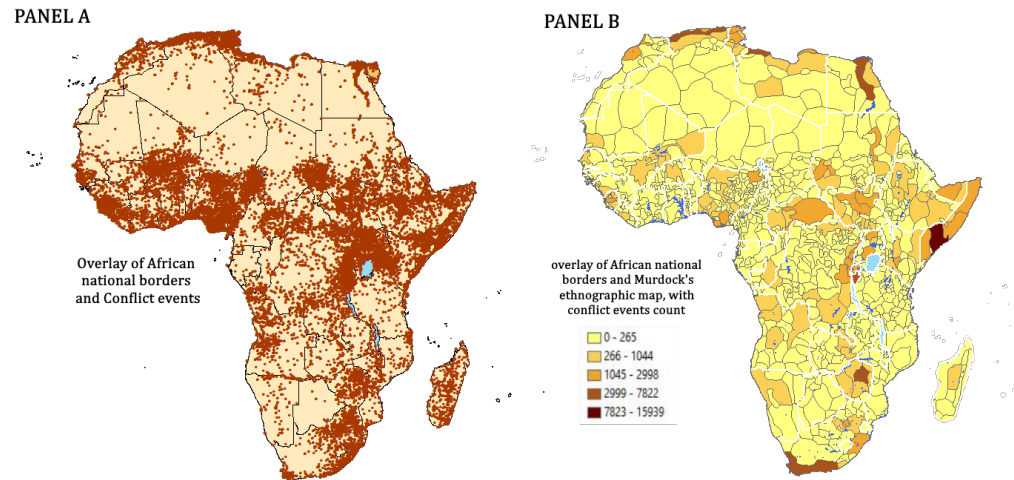 PANEL A
Overlay of African
national borders
and Conflict events
PANEL B
overlay of African national
borders and Murdock's
ethnographic map, with
conflict events count
0 - 265
266 - 1044
1045 - 2998
2999 - 7822
7823 - 15939